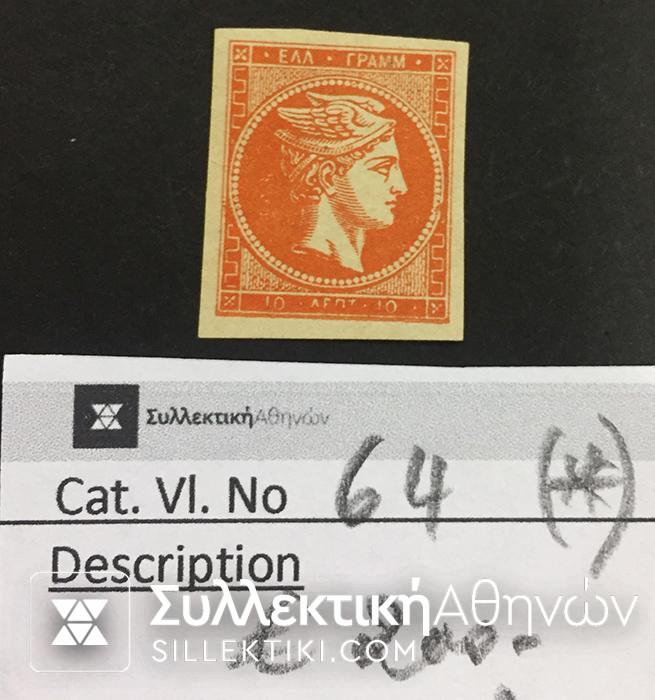 · ΕΛΛ · ΓΡΑΜΜ ·
10 · ΛΕΠΤ · 10
ΣυλλεκτικήΑθηνών
Cat. Vl. No 64 (*)
Description
ΣυλλεκτικήΑθηνών
SILLEKTIKI.COM